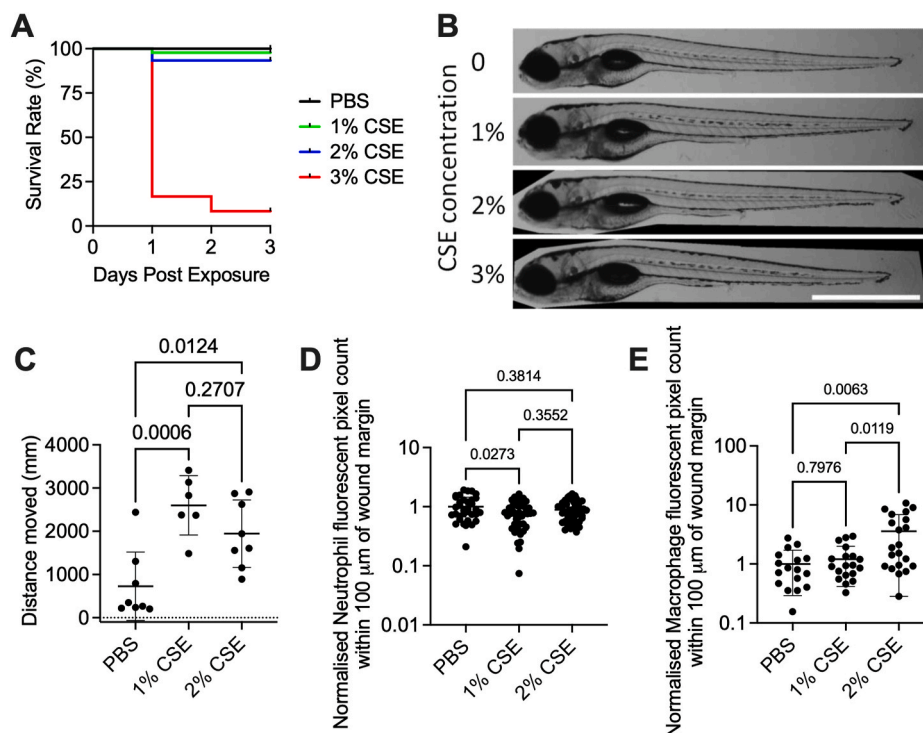 A
Survival Rate (%)
100
75
50
25
0
0
1
2
3
Days Post Exposure
PBS
1% CSE
2% CSE
3% CSE
B
CSE concentration
0
1%
2%
3%
C
0.0124
0.2707
0.0006
Distance moved (mm)
4000
3000
2000
1000
0
PBS
1% CSE
2% CSE
D
0.3814
0.3552
0.0273
Normalised Neutrophil fluorescent pixel count
within 100 μm of wound margin
10
1
0.1
0.01
PBS
1% CSE
2% CSE
E
0.0063
0.0119
0.7976
Normalised Macrophage fluorescent pixel count
within 100 μm of wound margin
100
10
1
0.1
PBS
1% CSE
2% CSE